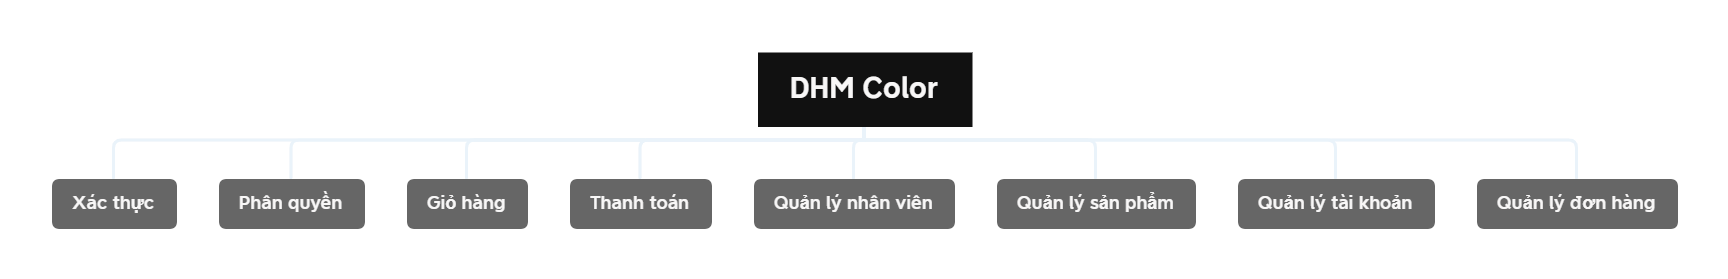 DHM Color
Xác thực
Phân quyền
Giỏ hàng
Thanh toán
Quản lý nhân viên
Quản lý sản phẩm
Quản lý tài khoản
Quản lý đơn hàng